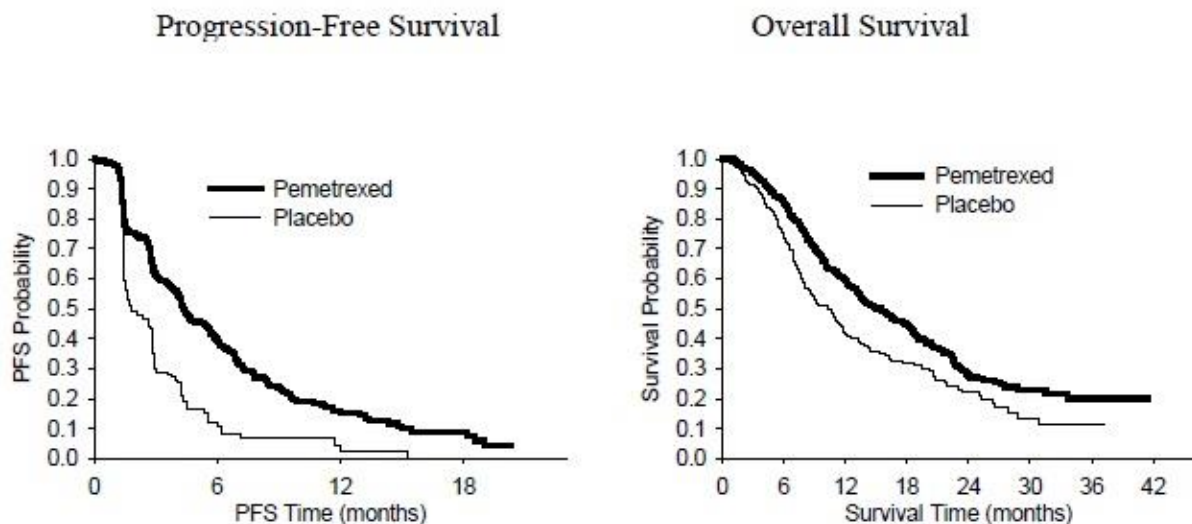 Progression-Free Survival
1.0
0.9
0.8
0.7
0.6
0.5
0.4
0.3
0.2
0.1
0.0
PFS Probability
Pemetrexed
Placebo
0 6 12 18
PFS Time (months)
Overall Survival
1.0
0.9
0.8
0.7
0.6
0.5
0.4
0.3
0.2
0.1
0.0
Survival Probability
Pemetrexed
Placebo
0 6 12 18 24 30 36 42
Survival Time (months)